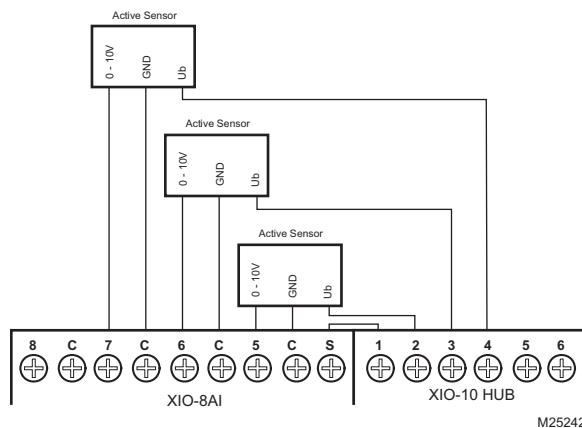 Active Sensor
0 - 10V GND Ub
Active Sensor
0 - 10V GND Ub
Active Sensor
0 - 10V GND Ub
8 C 7 C 6 C 5 C S 1 2 3 4 5 6
XIO-8AI XIO-10 HUB
M25242